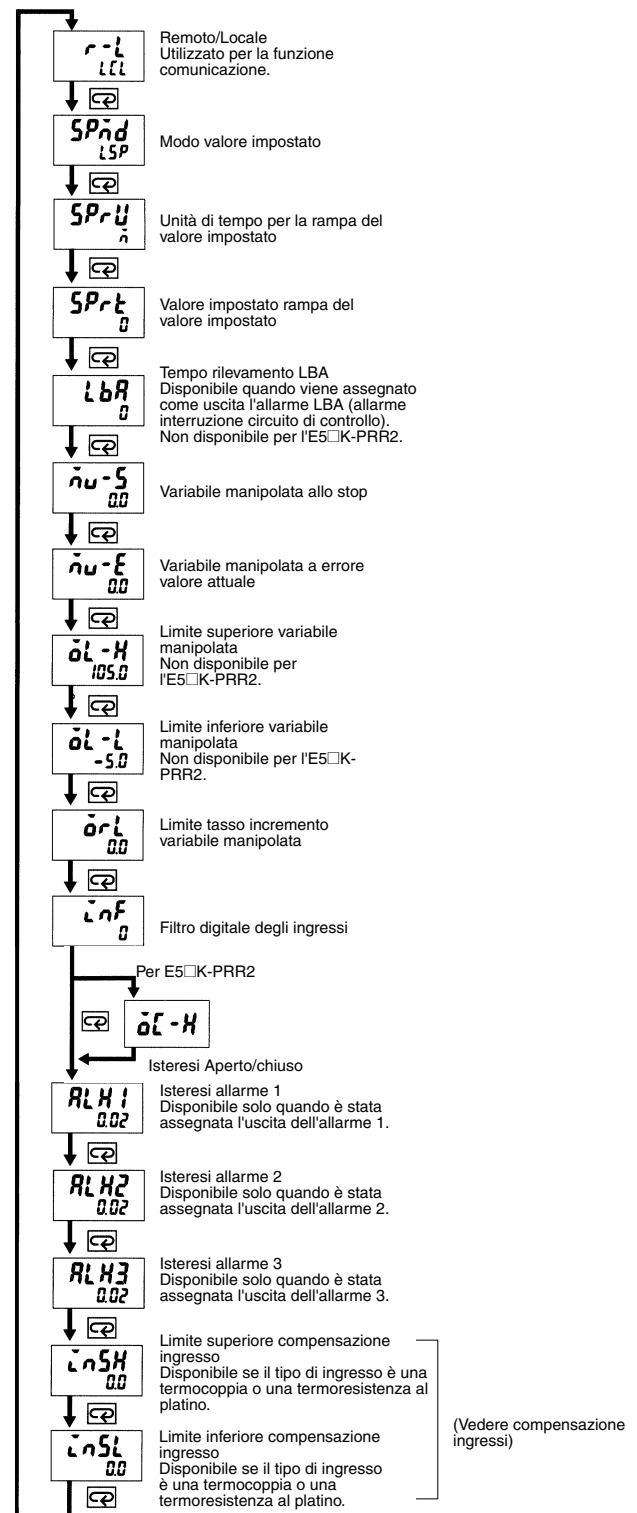 r-L
LCL
Remoto/Locale
Utilizzato per la funzione
comunicazione.
SPmd
LSP
Modo valore impostato
SPrU
m
Unità di tempo per la rampa del
valore impostato
SPrt
0
Valore impostato rampa del
valore impostato
LbA
0
Tempo rilevamento LBA
Disponibile quando viene assegnato
come uscita l'allarme LBA (allarme
interruzione circuito di controllo).
Non disponibile per l'E5□K-PRR2.
mv-S
0.0
Variabile manipolata allo stop
mv-E
0.0
Variabile manipolata a errore
valore attuale
oL-H
105.0
Limite superiore variabile
manipolata
Non disponibile per
l'E5□K-PRR2.
oL-L
-5.0
Limite inferiore variabile
manipolata
Non disponibile per l'E5□K-
PRR2.
orL
0.0
Limite tasso incremento
variabile manipolata
inF
0
Filtro digitale degli ingressi
Per E5□K-PRR2
oC-H
Isteresi Aperto/chiuso
ALH1
0.02
Isteresi allarme 1
Disponibile solo quando è stata
assegnata l'uscita dell'allarme 1.
ALH2
0.02
Isteresi allarme 2
Disponibile solo quando è stata
assegnata l'uscita dell'allarme 2.
ALH3
0.02
Isteresi allarme 3
Disponibile solo quando è stata
assegnata l'uscita dell'allarme 3.
inSH
0.0
Limite superiore compensazione
ingresso
Disponibile se il tipo di ingresso è una
termocoppia o una termoresistenza al
platino.
inSL
0.0
Limite inferiore compensazione
ingresso
Disponibile se il tipo di ingresso
è una termocoppia o una
termoresistenza al platino.
(Vedere compensazione
ingressi)